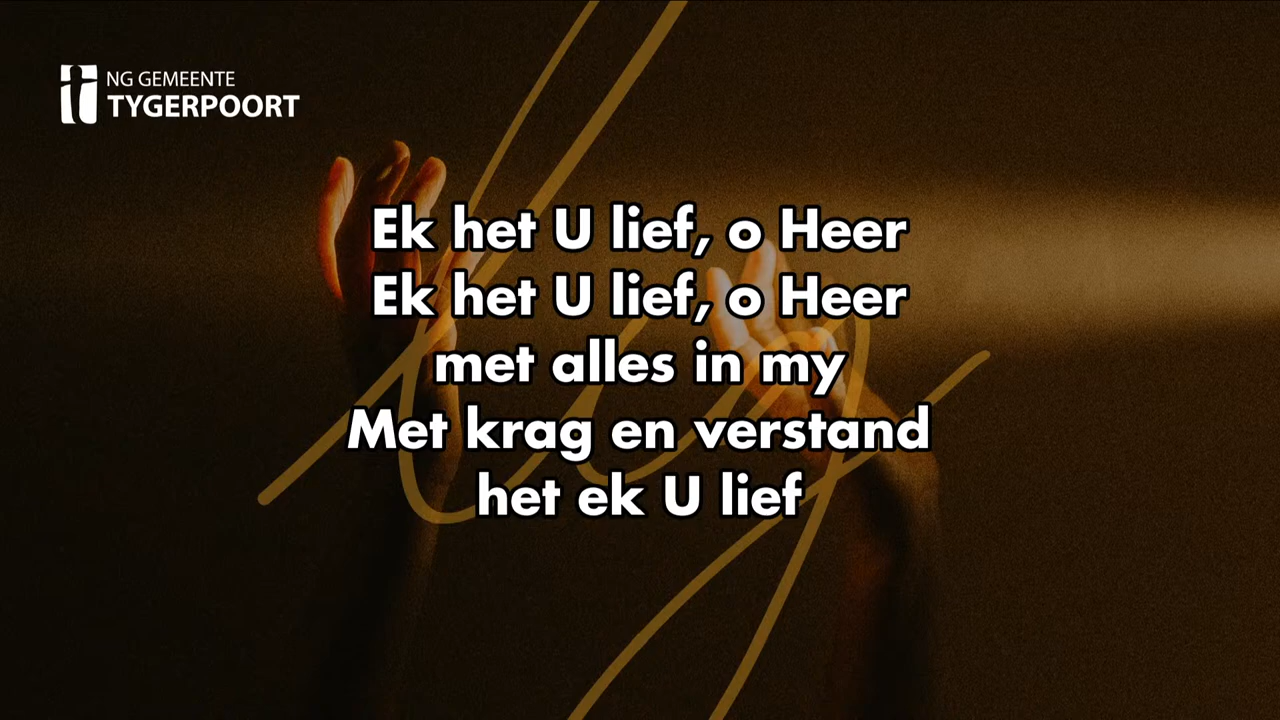 NG GEMEENTE
TYGERPOORT
Ek het U lief, o Heer
Ek het U lief, o Heer
met alles in my
Met krag en verstand
het ek U lief